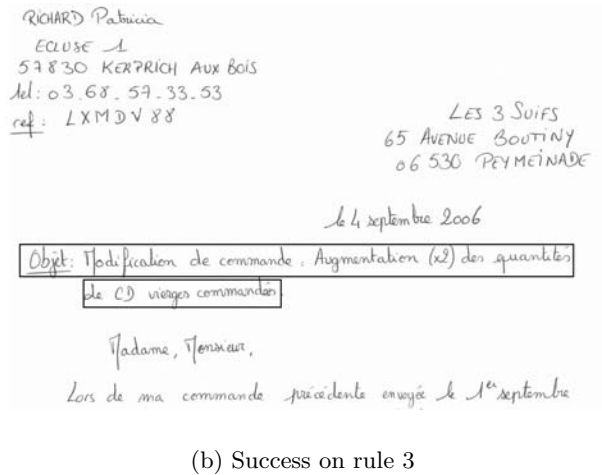 RICHARD Patricia
ECLUSE 1
57830 KERPRICH AUX BOIS
tel: 03.68.57.33.53
ref: LXMDV88
LES 3 SUIFS
65 AVENUE BOUTINY
06530 PEYMEINADE
le 4 septembre 2006
Objet: Modification de commande: Augmentation (x2) des quantités
de CD vierges commandés.
Madame, Monsieur,
Lors de ma commande précédente envoyée le 1er septembre
(b) Success on rule 3